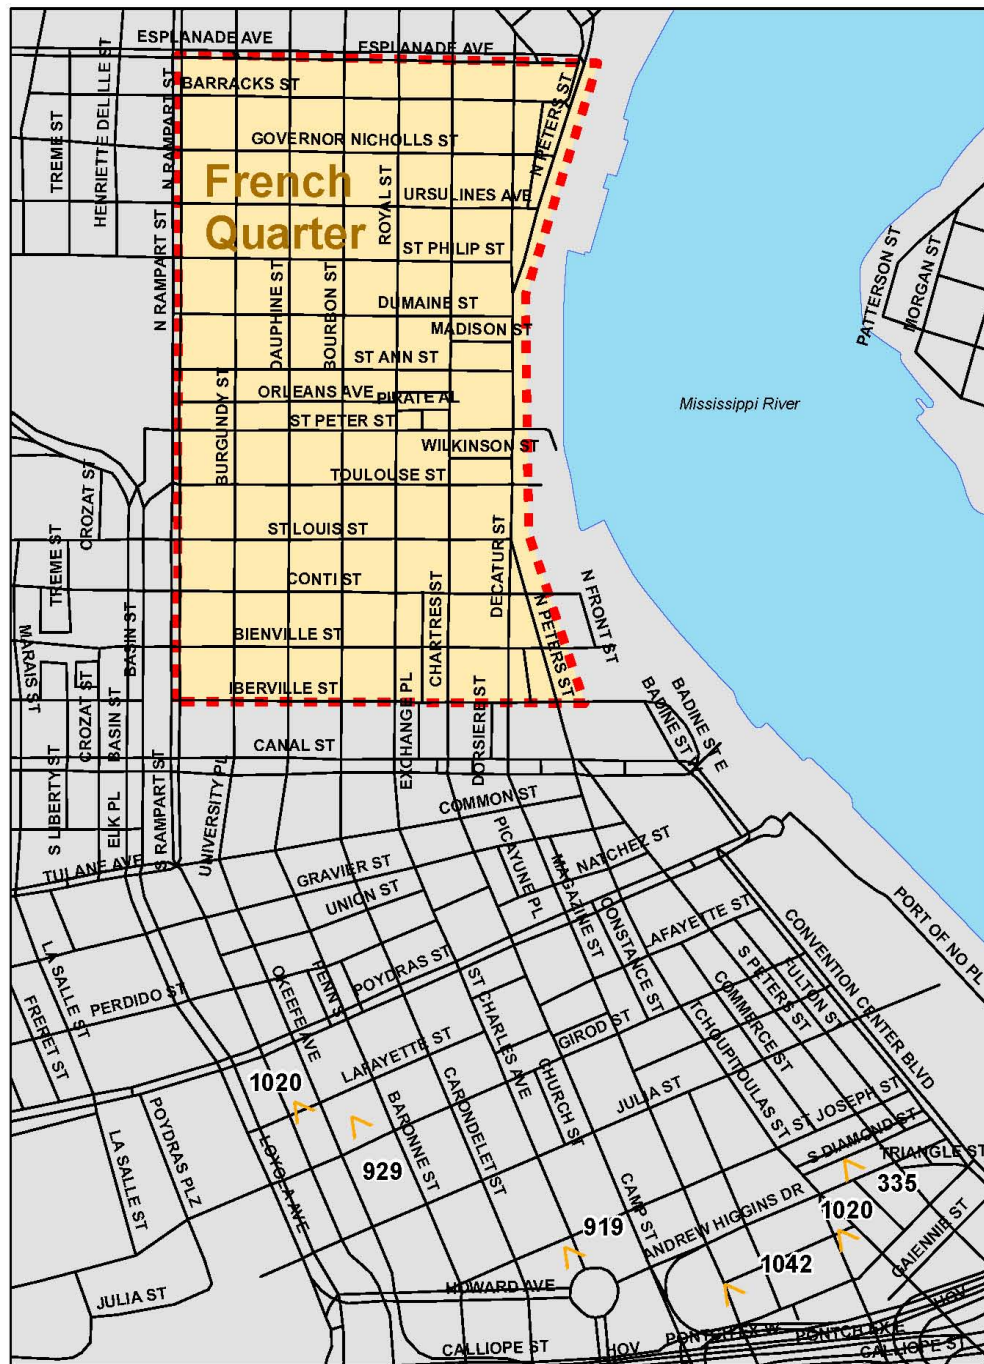 ESPLANADE AVE
ESPLANADE AVE
BARRACKS ST
N PETERS ST
TREME ST
HENRIETTE DELILLE ST
N RAMPART ST
GOVERNOR NICHOLLS ST
French
Quarter
ROYAL ST
URSULINES AVE
ST PHILIP ST
N RAMPART ST
DAUPHINE ST
BOURBON ST
DUMAINE ST
MADISON ST
PATTERSON ST
MORGAN ST
ST ANN ST
BURGUNDY ST
ORLEANS AVE
PIRATE AL
Mississippi River
ST PETER ST
WILKINSON ST
TOULOUSE ST
CROZAT ST
ST LOUIS ST
DECATUR ST
TREME ST
CONTI ST
CHARTRES ST
N PETERS ST
N FRONT ST
MARAIS ST
BASIN ST
BIENVILLE ST
IBERVILLE ST
CROZAT ST
BASIN ST
EXCHANGE PL
DORSIERE ST
BADINE ST
BADINE ST E
CANAL ST
S LIBERTY ST
ELK PL
S RAMPART ST
UNIVERSITY PL
COMMON ST
TULANE AVE
GRAVIER ST
PICAYUNE PL
NATCHEZ ST
MAGAZINE ST
UNION ST
CONSTANCE ST
LAFAYETTE ST
PORT OF NO PL
LA SALLE ST
FRERET ST
PERDIDO ST
OKEEFE AVE
PENN S
POYDRAS ST
ST CHARLES AVE
S PETERS ST
FULTON ST
CONVENTION CENTER BLVD
COMMERCE ST
TCHOUPITOULAS ST
GIROD ST
LAFAYETTE ST
1020
CHURCH ST
JULIA ST
ST JOSEPH ST
POYDRAS PLZ
LA SALLE ST
LOYOLA AVE
BARONNE ST
CARONDELET ST
S DIAMOND ST
TRIANGLE ST
929
335
CAMP ST
ANDREW HIGGINS DR
919
1020
GAIENNIE ST
1042
JULIA ST
HOWARD AVE
HOV
CALLIOPE ST
HOV
PONTCH EX W
PONTCH EX E
CALLIOPE S